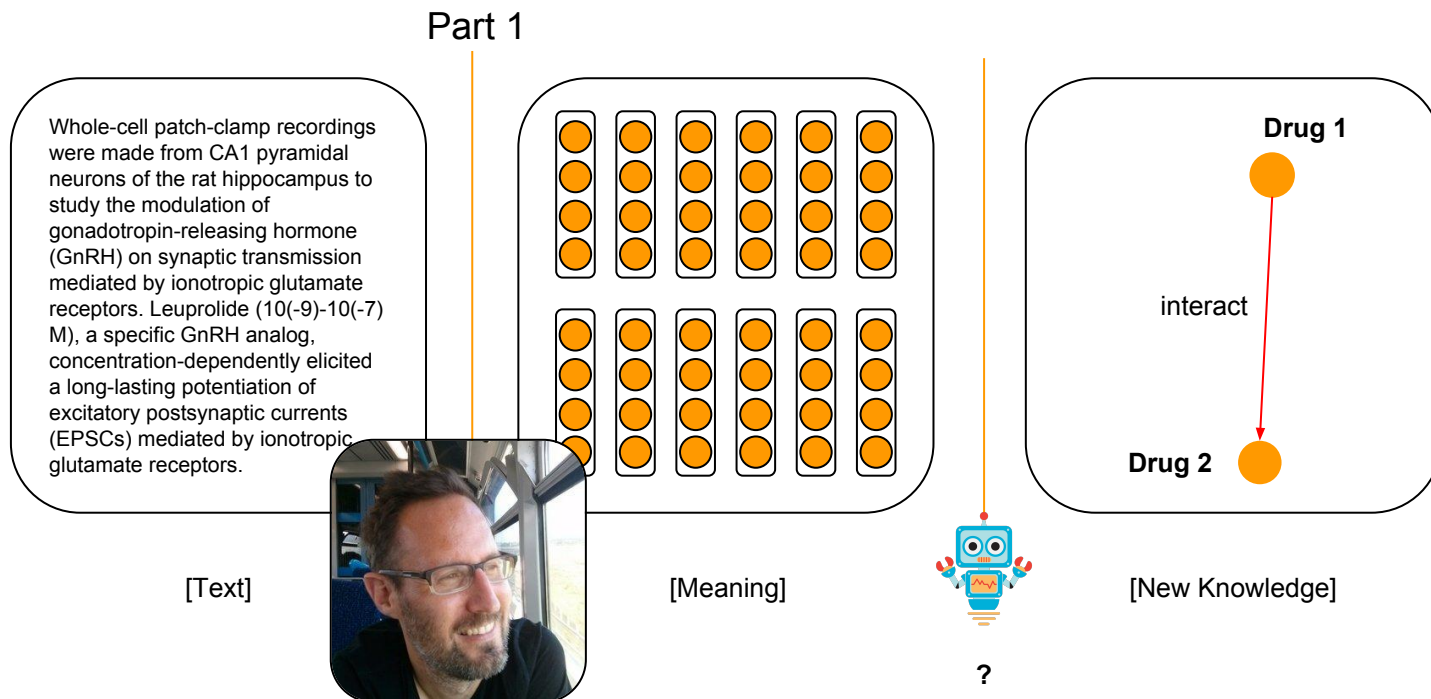 Part 1
Whole-cell patch-clamp recordings
were made from CA1 pyramidal
neurons of the rat hippocampus to
study the modulation of
gonadotropin-releasing hormone
(GnRH) on synaptic transmission
mediated by ionotropic glutamate
receptors. Leuprolide (10(-9)-10(-7)
M), a specific GnRH analog,
concentration-dependently elicited
a long-lasting potentiation of
excitatory postsynaptic currents
(EPSCs) mediated by ionotropic
glutamate receptors.
Drug 1
interact
Drug 2
[Text]
[Meaning]
[New Knowledge]
?